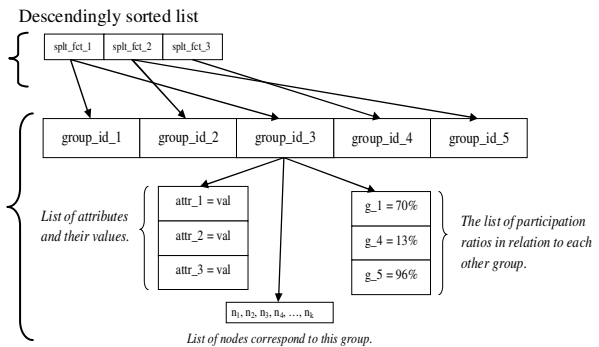 Descendingly sorted list
splt_fct_1 splt_fct_2 splt_fct_3
group_id_1 group_id_2 group_id_3 group_id_4 group_id_5
List of attributes
and their values.
attr_1 = val
attr_2 = val
attr_3 = val
g_1 = 70%
g_4 = 13%
g_5 = 96%
The list of participation
ratios in relation to each
other group.
n₁, n₂, n₃, n₄, …, nₖ
List of nodes correspond to this group.